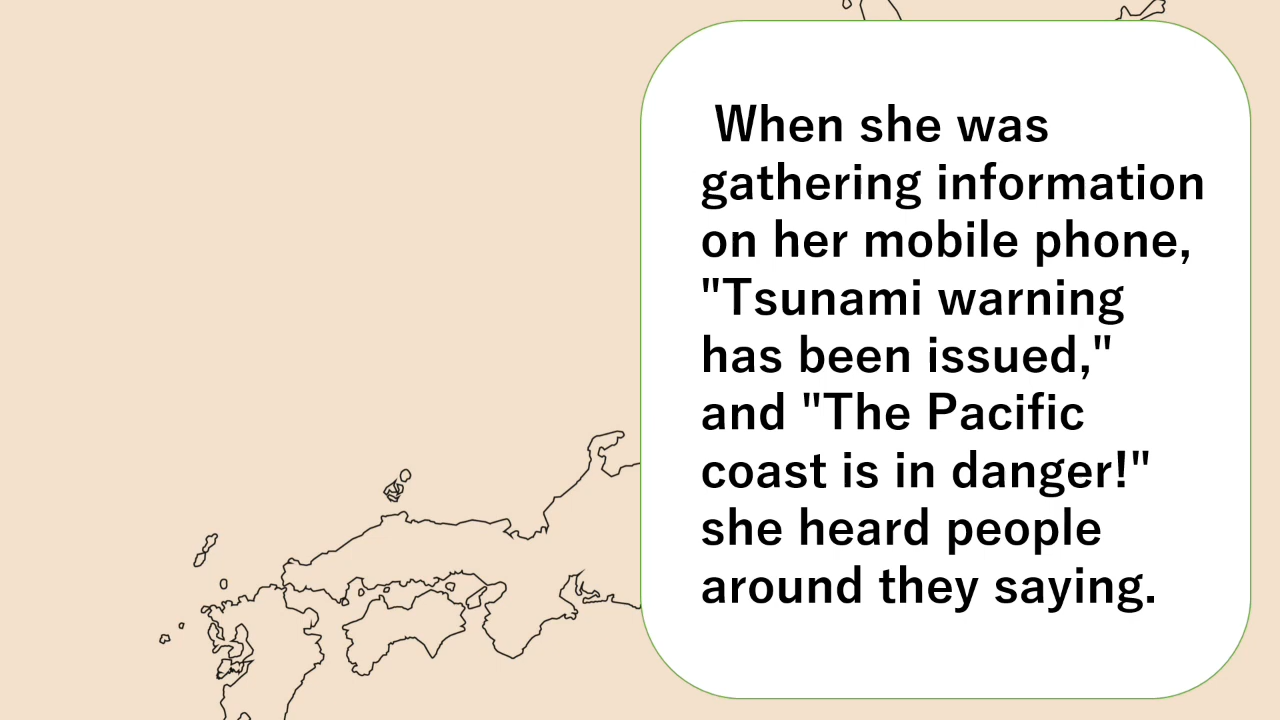 When she was
gathering information
on her mobile phone,
"Tsunami warning
has been issued,"
and "The Pacific
coast is in danger!"
she heard people
around they saying.